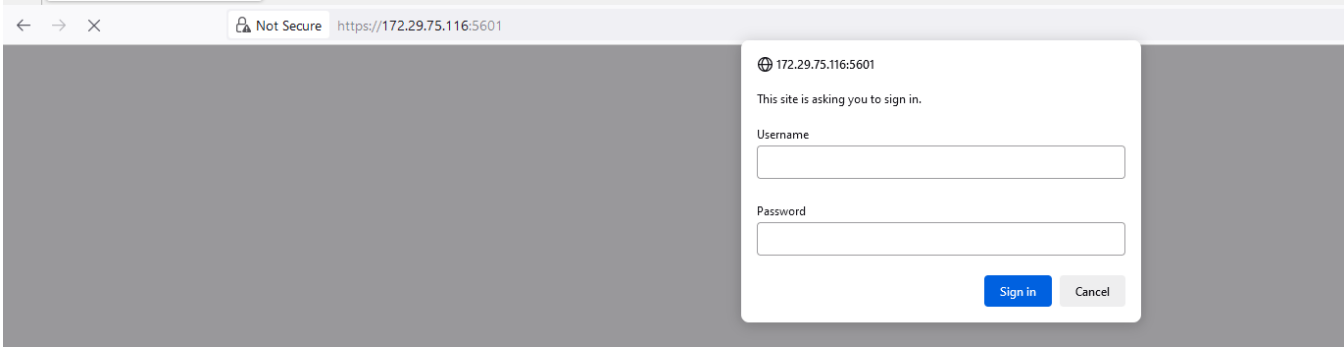 Not Secure https://172.29.75.116:5601
172.29.75.116:5601
This site is asking you to sign in.
Username
Password
Sign in Cancel